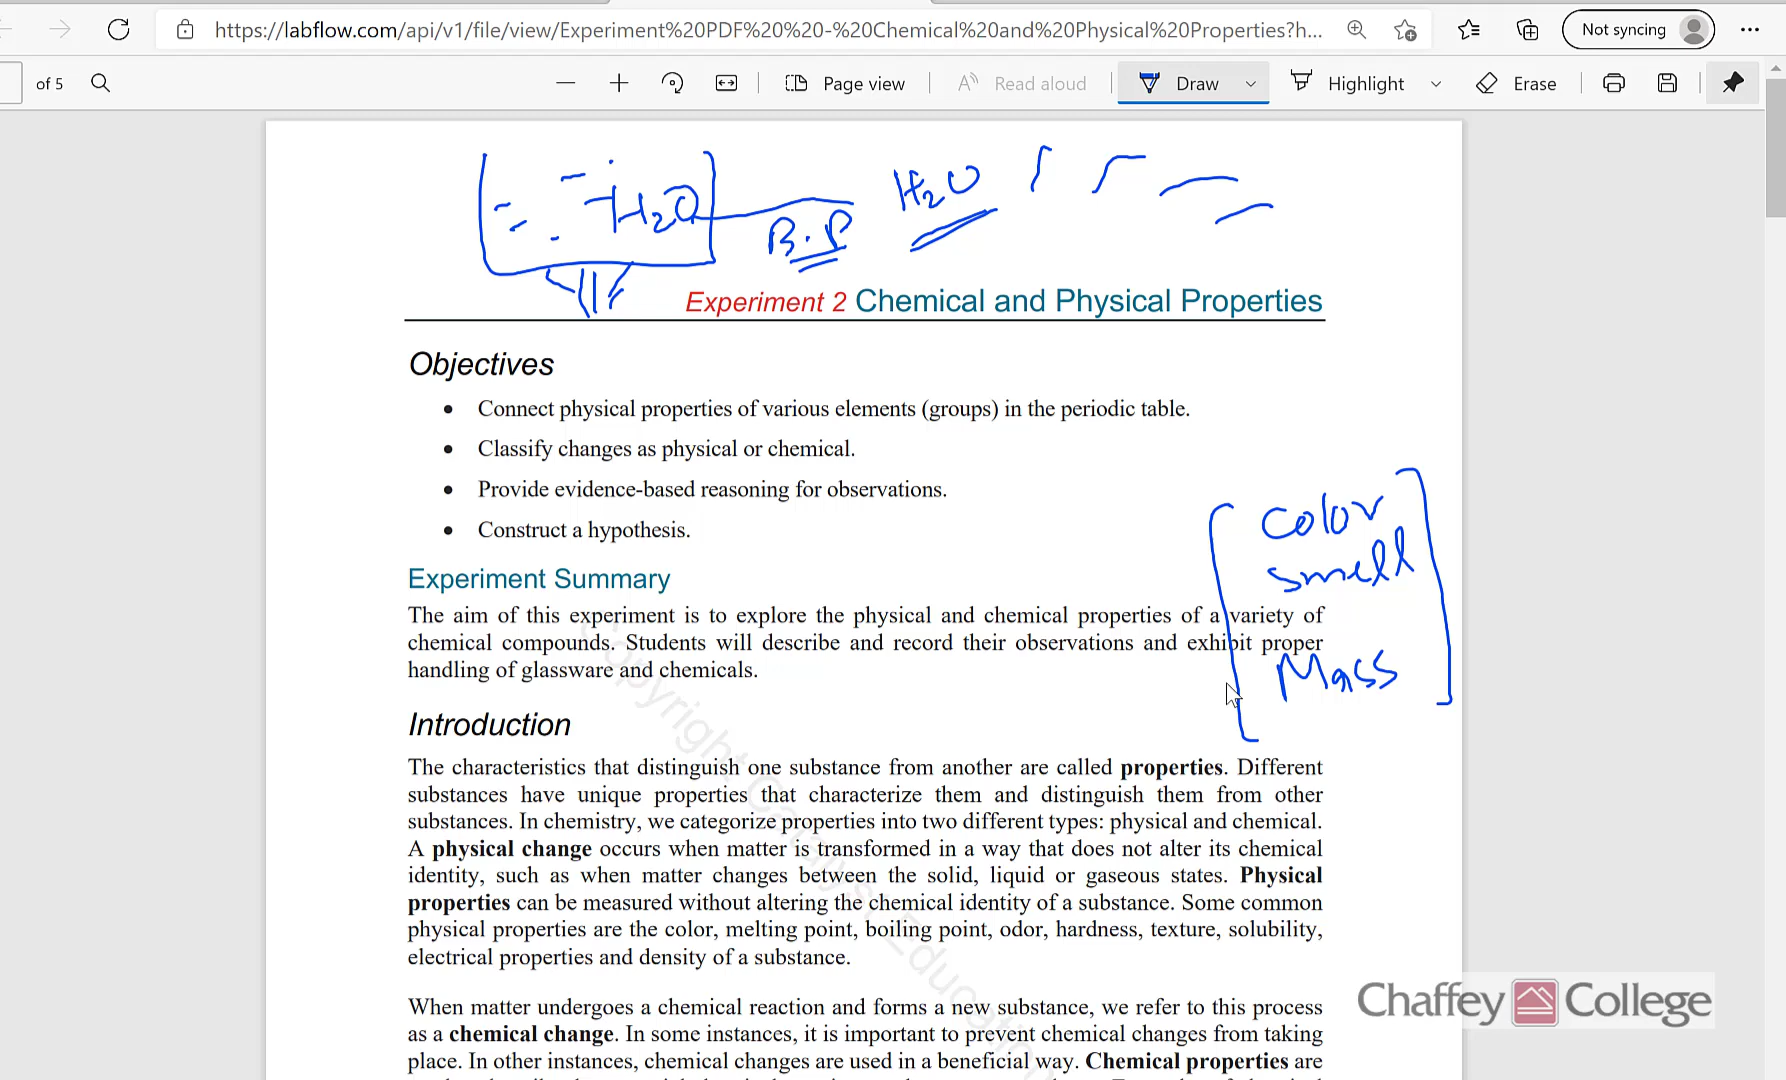 https://labflow.com/api/v1/file/view/Experiment%20PDF%20%20-%20Chemical%20and%20Physical%20Properties?h...
Not syncing
of 5
Page view
Read aloud
Draw
Highlight
Erase
H₂O
B.P
H₂O
Experiment 2 Chemical and Physical Properties
Objectives
• Connect physical properties of various elements (groups) in the periodic table.
• Classify changes as physical or chemical.
• Provide evidence-based reasoning for observations.
• Construct a hypothesis.
Color
smell
Mass
Experiment Summary
The aim of this experiment is to explore the physical and chemical properties of a variety of
chemical compounds. Students will describe and record their observations and exhibit proper
handling of glassware and chemicals.
Introduction
The characteristics that distinguish one substance from another are called properties. Different
substances have unique properties that characterize them and distinguish them from other
substances. In chemistry, we categorize properties into two different types: physical and chemical.
A physical change occurs when matter is transformed in a way that does not alter its chemical
identity, such as when matter changes between the solid, liquid or gaseous states. Physical
properties can be measured without altering the chemical identity of a substance. Some common
physical properties are the color, melting point, boiling point, odor, hardness, texture, solubility,
electrical properties and density of a substance.
When matter undergoes a chemical reaction and forms a new substance, we refer to this process
as a chemical change. In some instances, it is important to prevent chemical changes from taking
place. In other instances, chemical changes are used in a beneficial way. Chemical properties are
Chaffey College